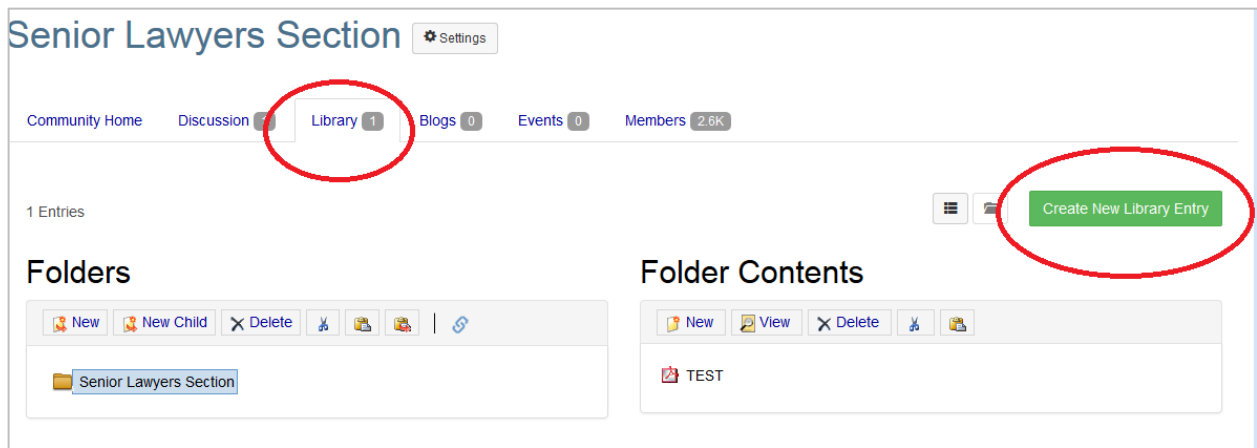 Senior Lawyers Section Settings
Community Home Discussion Library 1 Blogs 0 Events 0 Members 2.6K
1 Entries Create New Library Entry
Folders Folder Contents
New New Child Delete New View Delete
Senior Lawyers Section TEST